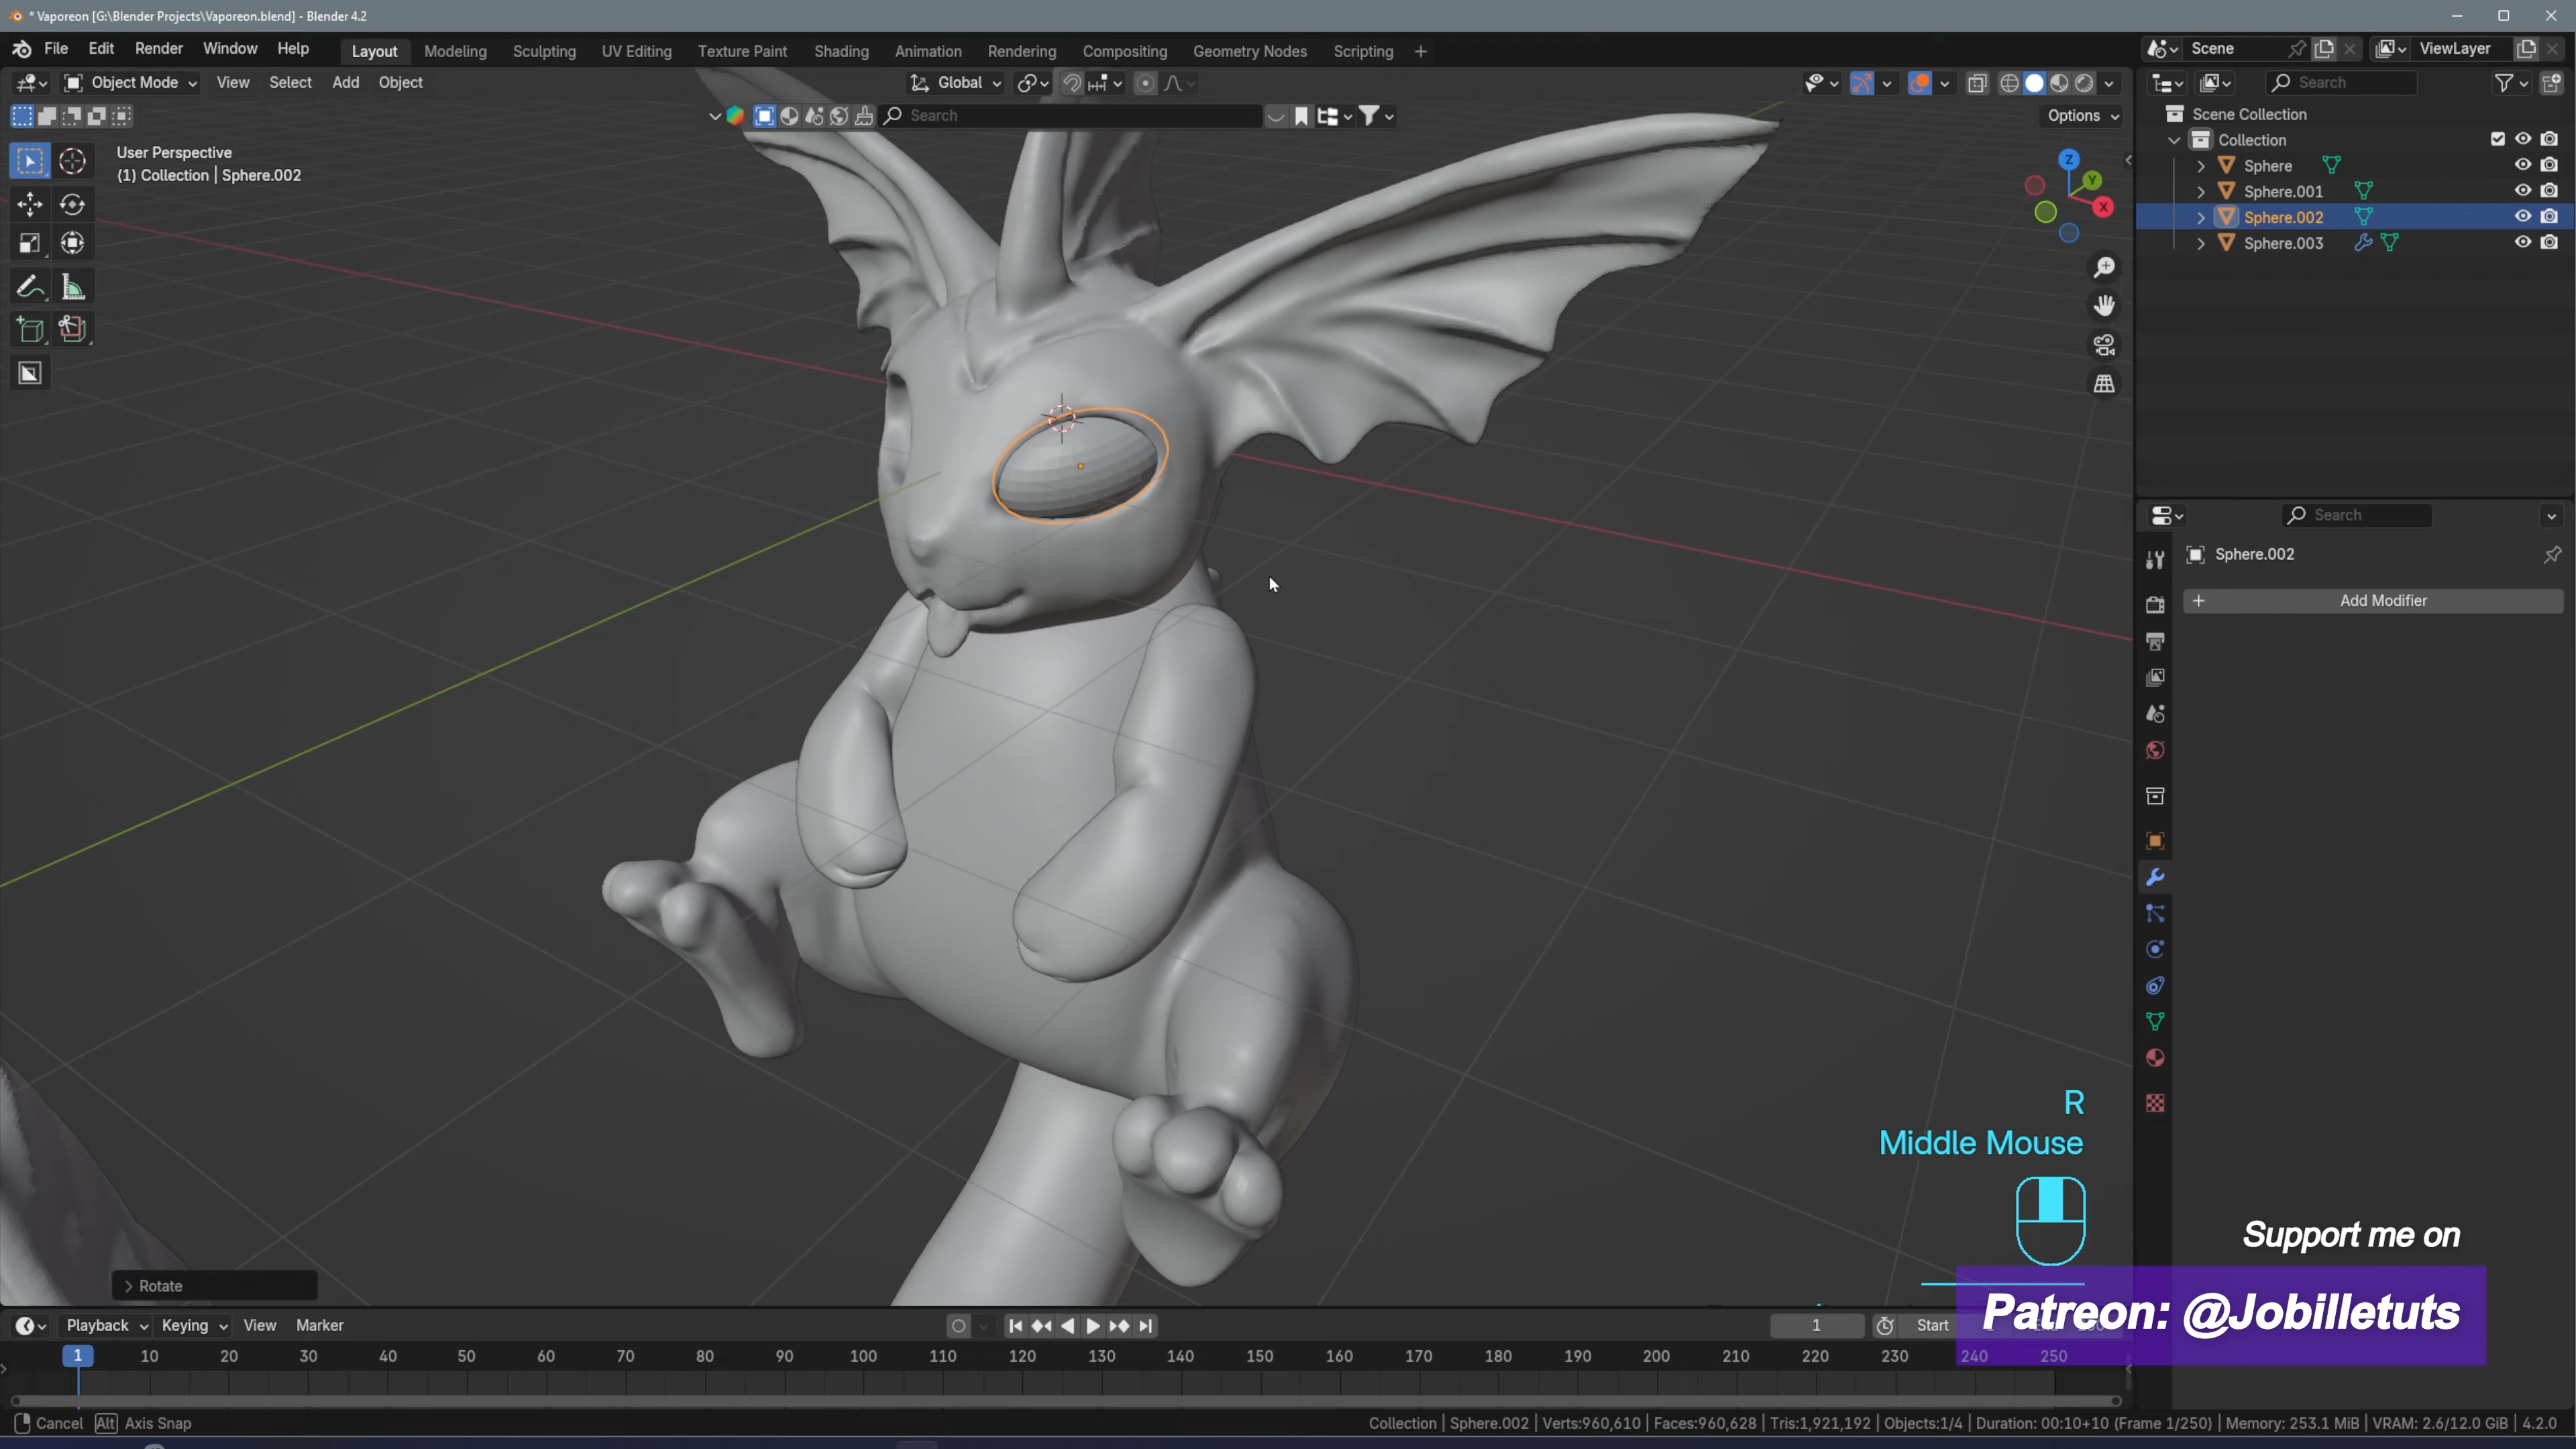 * Vaporeon [G:\Blender Projects\Vaporeon.blend] - Blender 4.2
File Edit Render Window Help
Layout Modeling Sculpting UV Editing Texture Paint Shading Animation Rendering Compositing Geometry Nodes Scripting +
Scene
ViewLayer
Object Mode View Select Add Object
Global
Search
Search
Options
User Perspective
(1) Collection | Sphere.002
Z
Y
X
Scene Collection
Collection
Sphere
Sphere.001
Sphere.002
Sphere.003
Search
Sphere.002
+ Add Modifier
R
Middle Mouse
Support me on
Patreon: @Jobilletuts
> Rotate
Playback Keying View Marker
1
Start
1 10 20 30 40 50 60 70 80 90 100 110 120 130 140 150 160 170 180 190 200 210 220 230 240 250
Cancel Alt Axis Snap
Collection | Sphere.002 | Verts:960,610 | Faces:960,628 | Tris:1,921,192 | Objects:1/4 | Duration: 00:10+10 (Frame 1/250) | Memory: 253.1 MiB | VRAM: 2.6/12.0 GiB | 4.2.0